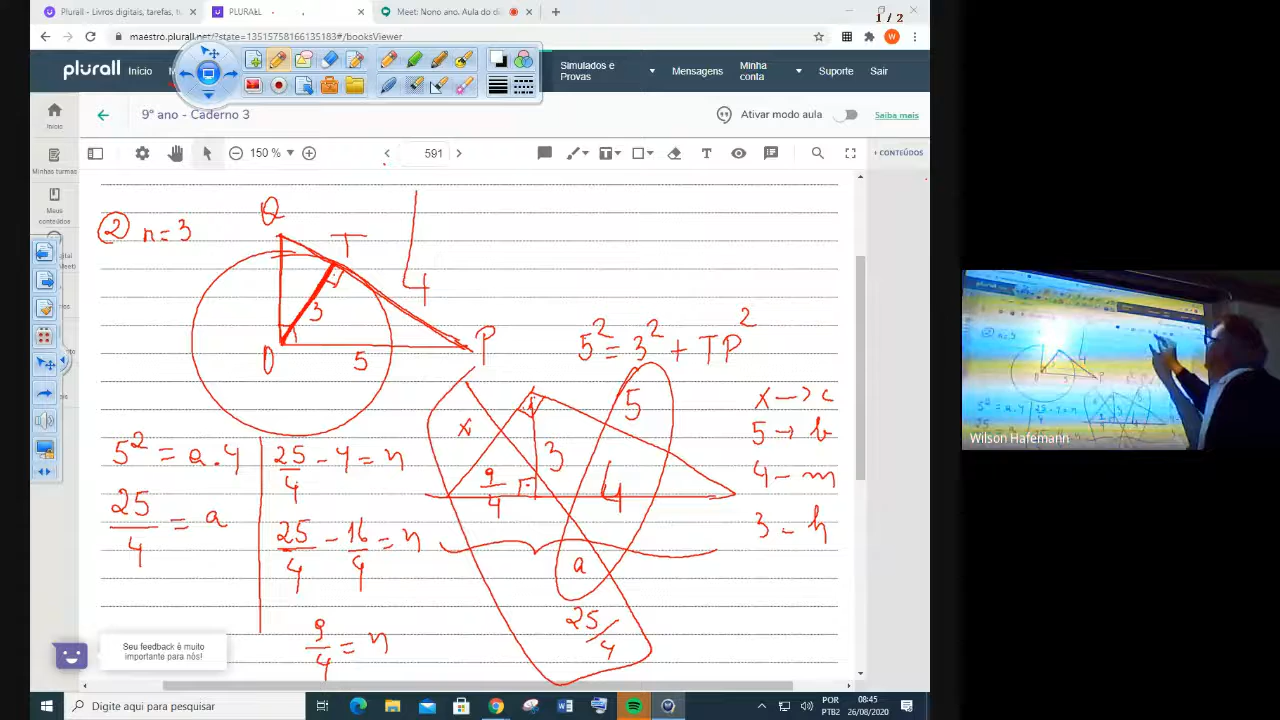 Plurall - Livros digitais, tarefas, tr
PLURALL
Meet: Nono ano. Aula do di
1 / 2
maestro.plurall.net/?state=13515758166135183#/booksViewer
plurall
Início
Simulados e
Provas
Mensagens
Minha
conta
Suporte
Sair
9º ano - Caderno 3
Ativar modo aula
Saiba mais
Início
Minhas turmas
Meus
conteúdos
150 %
591
+ CONTEÚDOS
2 r=3
Q
T
4
3
O
5
P
5² = 3² + TP²
5² = a.4
25/4 = a
25/4 - 4 = n
25/4 - 16/4 = n
9/4 = n
x
5
3
9/4
4
a
25/4
x -> c
5 -> b
4 - m
3 - h
Wilson Hafemann
Seu feedback é muito
importante para nós!
Digite aqui para pesquisar
POR
PTB2
08:45
26/08/2020